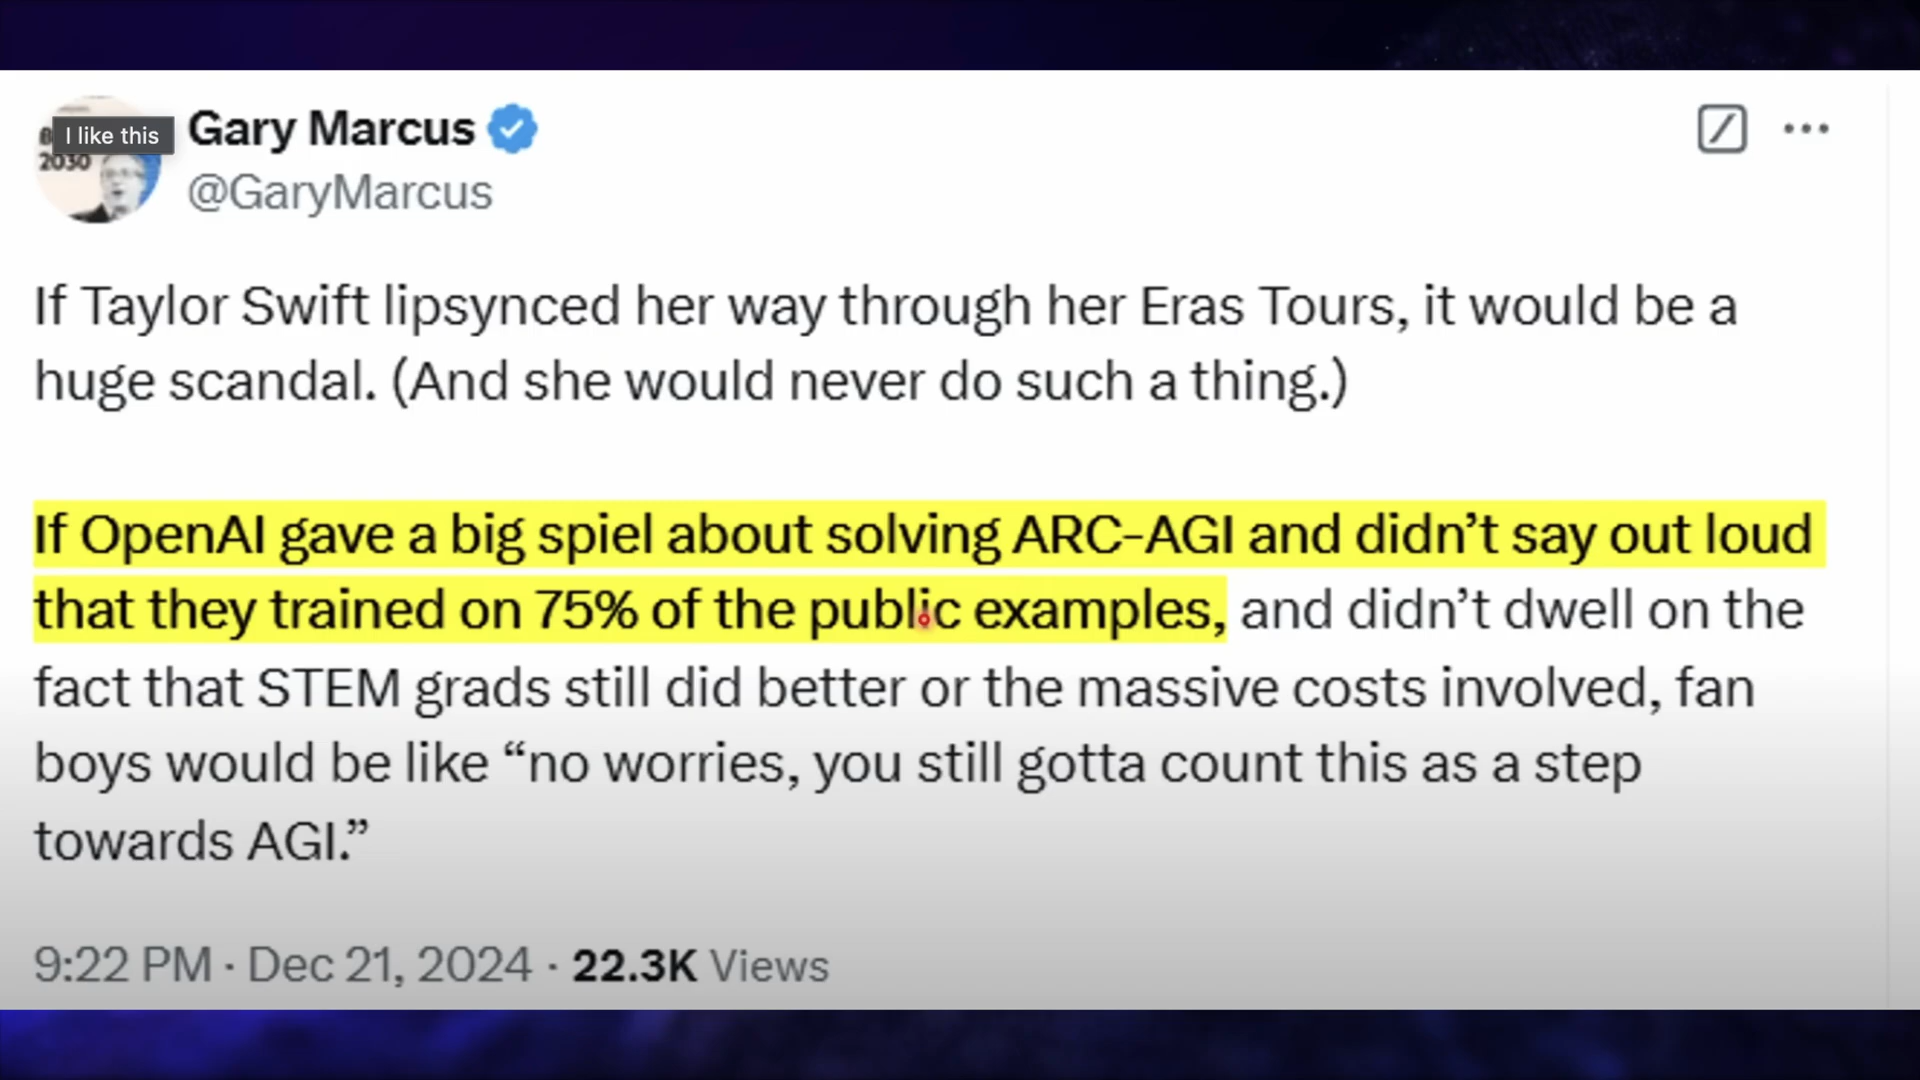 I like this
2030
Gary Marcus
@GaryMarcus
If Taylor Swift lipsynced her way through her Eras Tours, it would be a
huge scandal. (And she would never do such a thing.)
If OpenAI gave a big spiel about solving ARC-AGI and didn’t say out loud
that they trained on 75% of the public examples, and didn’t dwell on the
fact that STEM grads still did better or the massive costs involved, fan
boys would be like “no worries, you still gotta count this as a step
towards AGI.”
9:22 PM · Dec 21, 2024 · 22.3K Views